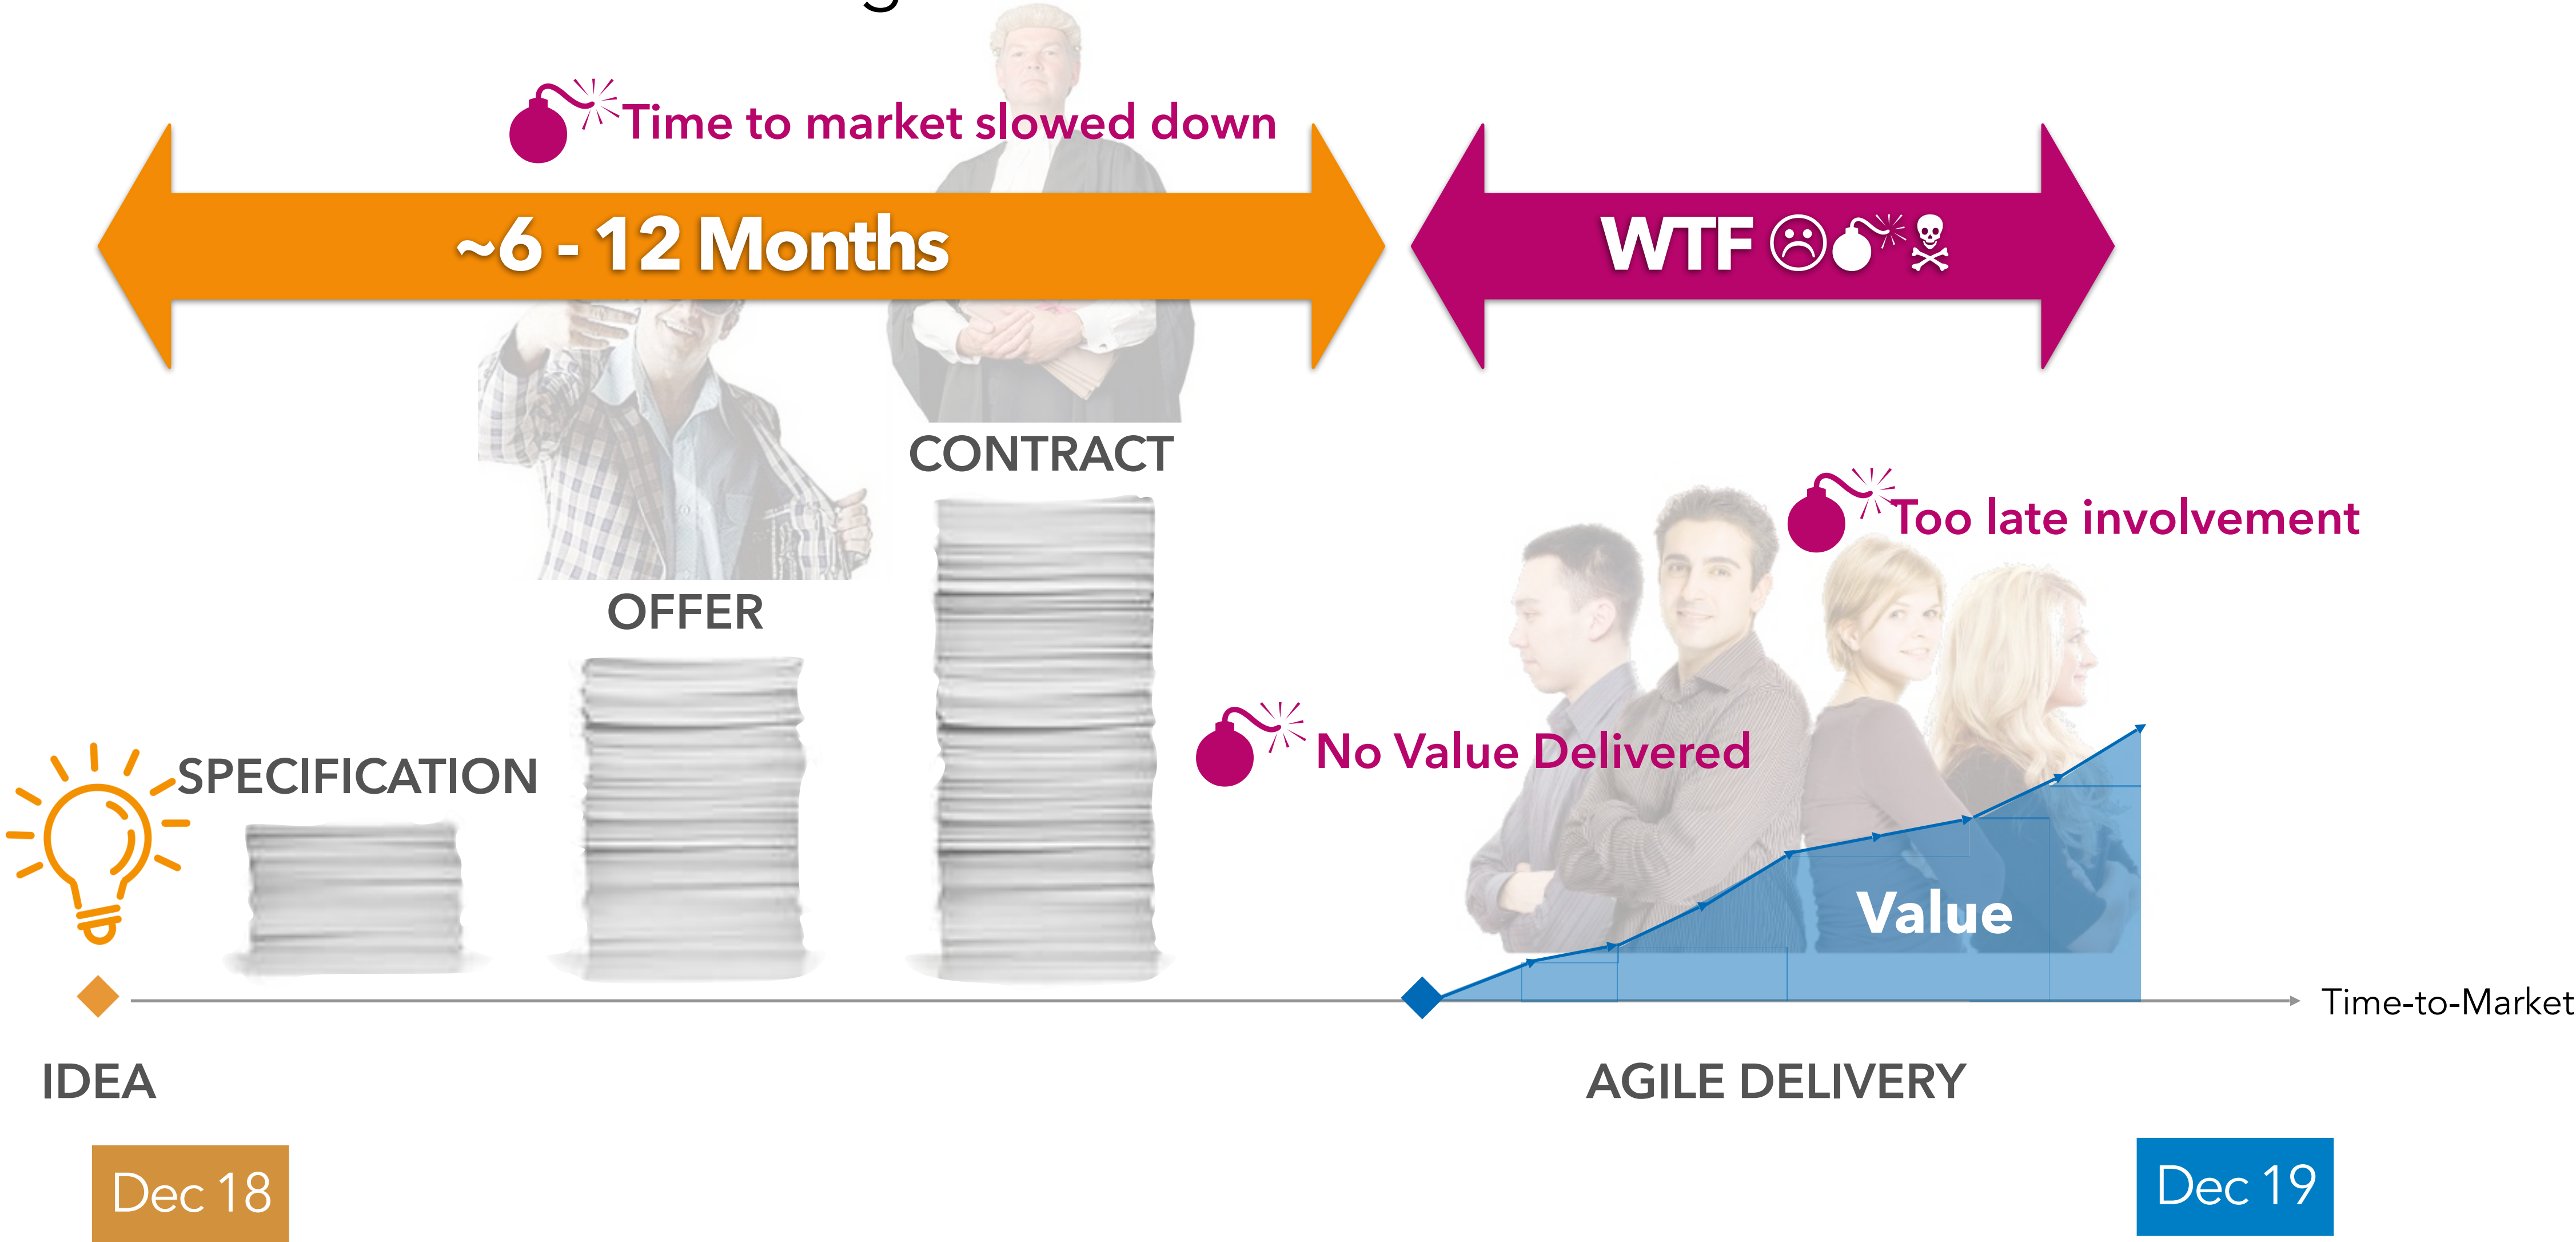 Time to market slowed down
~6 - 12 Months
WTF ☹💣☠
CONTRACT
Too late involvement
OFFER
No Value Delivered
SPECIFICATION
Value
Time-to-Market
IDEA
AGILE DELIVERY
Dec 18
Dec 19